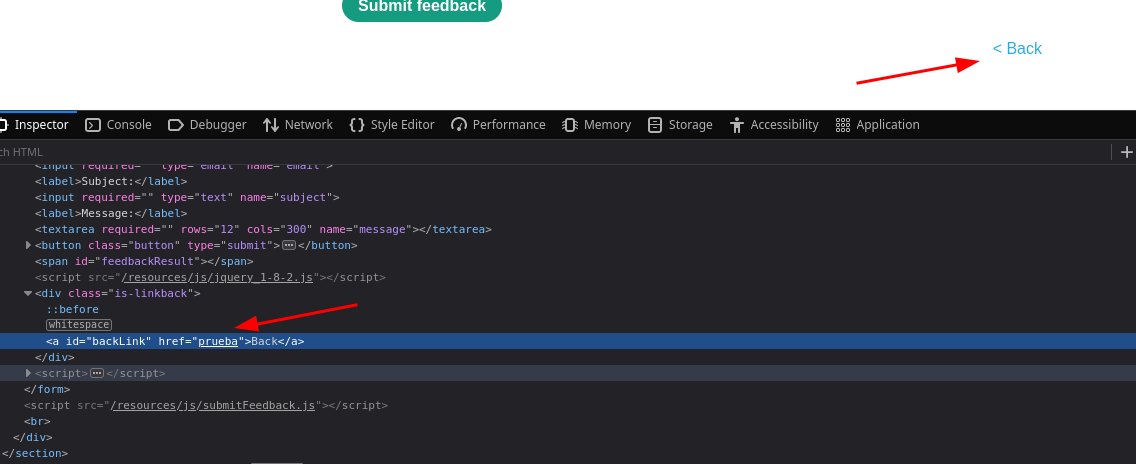 Submit feedback
< Back
Inspector Console Debugger Network Style Editor Performance Memory Storage Accessibility Application
ch HTML
<input required="" type="email" name="email">
<label>Subject:</label>
<input required="" type="text" name="subject">
<label>Message:</label>
<textarea required="" rows="12" cols="300" name="message"></textarea>
<button class="button" type="submit">…</button>
<span id="feedbackResult"></span>
<script src="/resources/js/jquery_1-8-2.js"></script>
<div class="is-linkback">
::before
whitespace
<a id="backLink" href="prueba">Back</a>
</div>
<script>…</script>
</form>
<script src="/resources/js/submitFeedback.js"></script>
<br>
</div>
</section>